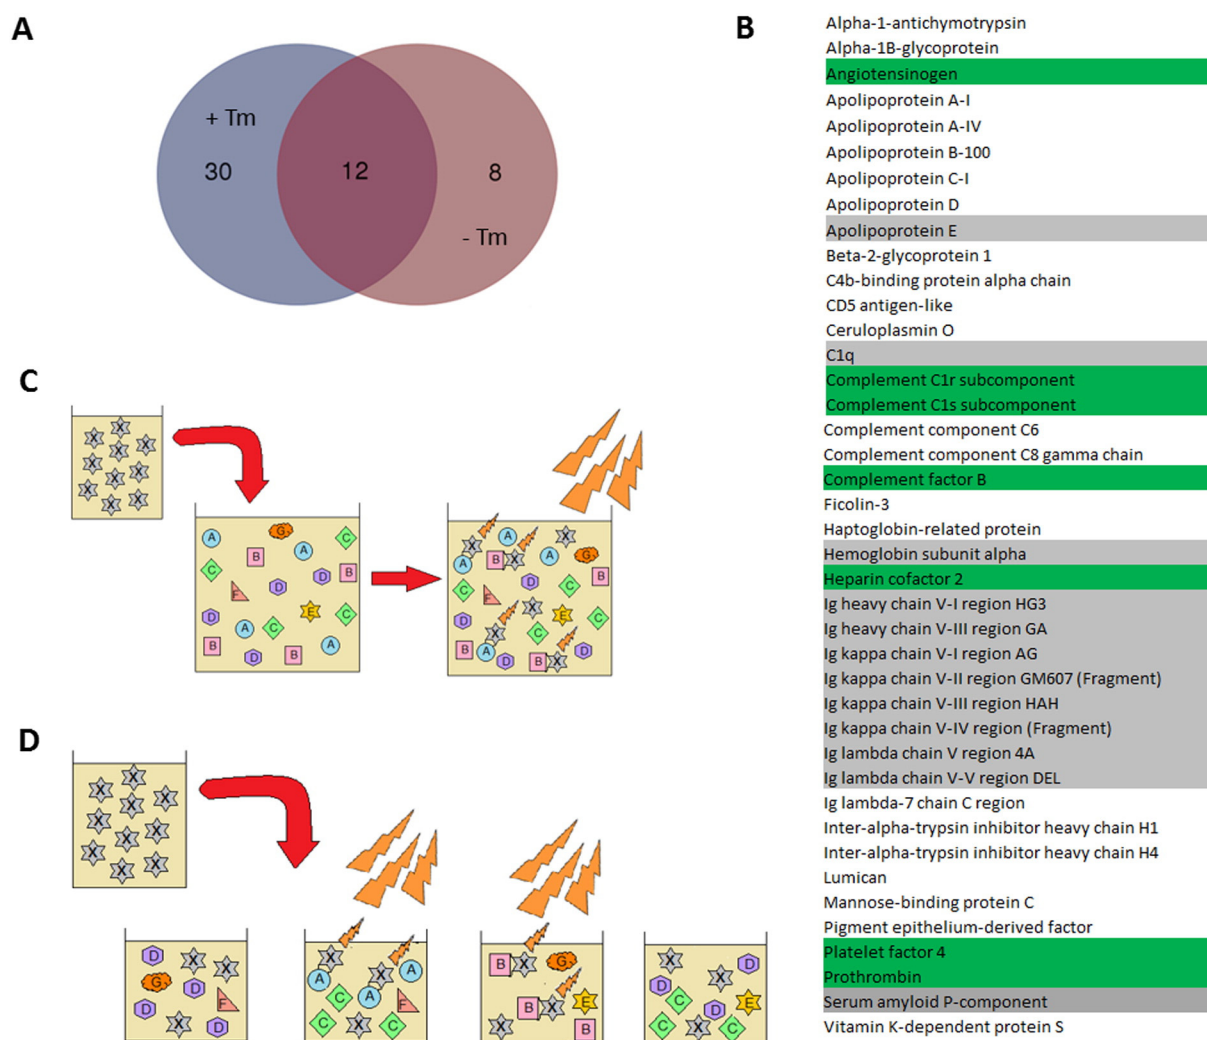 A
+ Tm
30
12
8
- Tm
B
Alpha-1-antichymotrypsin
Alpha-1B-glycoprotein
Angiotensinogen
Apolipoprotein A-I
Apolipoprotein A-IV
Apolipoprotein B-100
Apolipoprotein C-I
Apolipoprotein D
Apolipoprotein E
Beta-2-glycoprotein 1
C4b-binding protein alpha chain
CD5 antigen-like
Ceruloplasmin O
C1q
Complement C1r subcomponent
Complement C1s subcomponent
Complement component C6
Complement component C8 gamma chain
Complement factor B
Ficolin-3
Haptoglobin-related protein
Hemoglobin subunit alpha
Heparin cofactor 2
Ig heavy chain V-I region HG3
Ig heavy chain V-III region GA
Ig kappa chain V-I region AG
Ig kappa chain V-II region GM607 (Fragment)
Ig kappa chain V-III region HAH
Ig kappa chain V-IV region (Fragment)
Ig lambda chain V region 4A
Ig lambda chain V-V region DEL
Ig lambda-7 chain C region
Inter-alpha-trypsin inhibitor heavy chain H1
Inter-alpha-trypsin inhibitor heavy chain H4
Lumican
Mannose-binding protein C
Pigment epithelium-derived factor
Platelet factor 4
Prothrombin
Serum amyloid P-component
Vitamin K-dependent protein S
C
X
X X
X
X X
X X X
A G C
B A
C D D B
F
D A C E C
B D B A
A X
X G
A B X A
C D C B
F X E
D X C C
B A B X D
D
X
X X
X
X X
X X
X X
D X
X
G D
D F
X D
X A
X
A
C A F
C X C
B X G
B X E
X B
X D
X
D C E
C D C